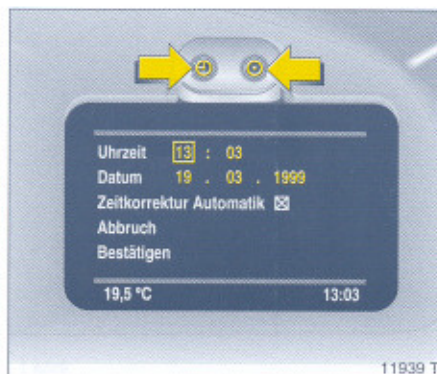 Uhrzeit 13 : 03
Datum 19 . 03 . 1999
Zeitkorrektur Automatik ☒
Abbruch
Bestätigen
19,5 °C 13:03
11939 T